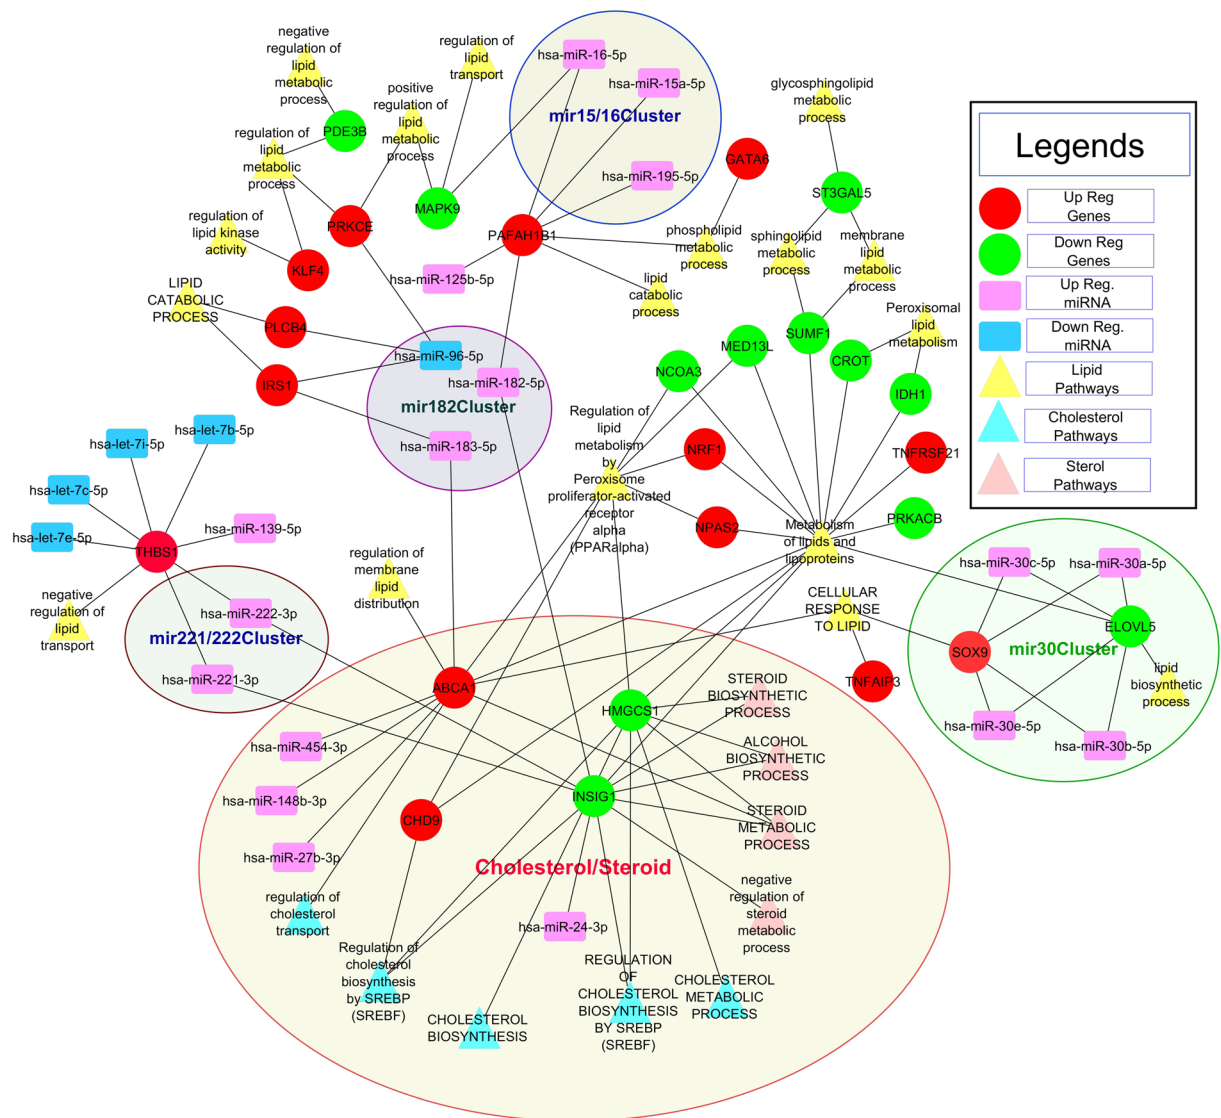 negative
regulation of
lipid
metabolic
process
regulation of
lipid
transport
hsa-miR-16-5p
hsa-miR-15a-5p
mir15/16Cluster
hsa-miR-195-5p
glycosphingolipid
metabolic
process
Legends
Up Reg
Genes
Down Reg
Genes
Up Reg.
miRNA
Down Reg.
miRNA
Lipid
Pathways
Cholesterol
Pathways
Sterol
Pathways
PDE3B
positive
regulation of
lipid
metabolic
process
regulation of
lipid
metabolic
process
MAPK9
GATA6
ST3GAL5
regulation of
lipid kinase
activity
PRKCE
PAFAH1B1
phospholipid
metabolic
process
sphingolipid
metabolic
process
membrane
lipid
metabolic
process
KLF4
hsa-miR-125b-5p
lipid
catabolic
process
LIPID
CATABOLIC
PROCESS
PLCB4
Peroxisomal
lipid
metabolism
SUMF1
MED13L
CROT
NCOA3
IDH1
hsa-miR-96-5p
hsa-miR-182-5p
mir182Cluster
hsa-miR-183-5p
IRS1
Regulation of
lipid
metabolism
by
Peroxisome
proliferator-activated
receptor
alpha
(PPARalpha)
NRF1
TNFRSF21
NPAS2
PRKACB
Metabolism
of lipids and
lipoproteins
hsa-let-7b-5p
hsa-let-7i-5p
hsa-let-7c-5p
hsa-let-7e-5p
hsa-miR-139-5p
THBS1
negative
regulation of
lipid
transport
hsa-miR-222-3p
mir221/222Cluster
hsa-miR-221-3p
regulation of
membrane
lipid
distribution
CELLULAR
RESPONSE
TO LIPID
TNFAIP3
hsa-miR-30c-5p
hsa-miR-30a-5p
ELOVL5
SOX9
mir30Cluster
lipid
biosynthetic
process
hsa-miR-30e-5p
hsa-miR-30b-5p
ABCA1
HMGCS1
STEROID
BIOSYNTHETIC
PROCESS
hsa-miR-454-3p
ALCOHOL
BIOSYNTHETIC
PROCESS
hsa-miR-148b-3p
INSIG1
CHD9
STEROID
METABOLIC
PROCESS
hsa-miR-27b-3p
Cholesterol/Steroid
regulation of
cholesterol
transport
hsa-miR-24-3p
negative
regulation of
steroid
metabolic
process
Regulation of
cholesterol
biosynthesis
by SREBP
(SREBF)
CHOLESTEROL
BIOSYNTHESIS
REGULATION
OF
CHOLESTEROL
BIOSYNTHESIS
BY SREBP
(SREBF)
CHOLESTEROL
METABOLIC
PROCESS